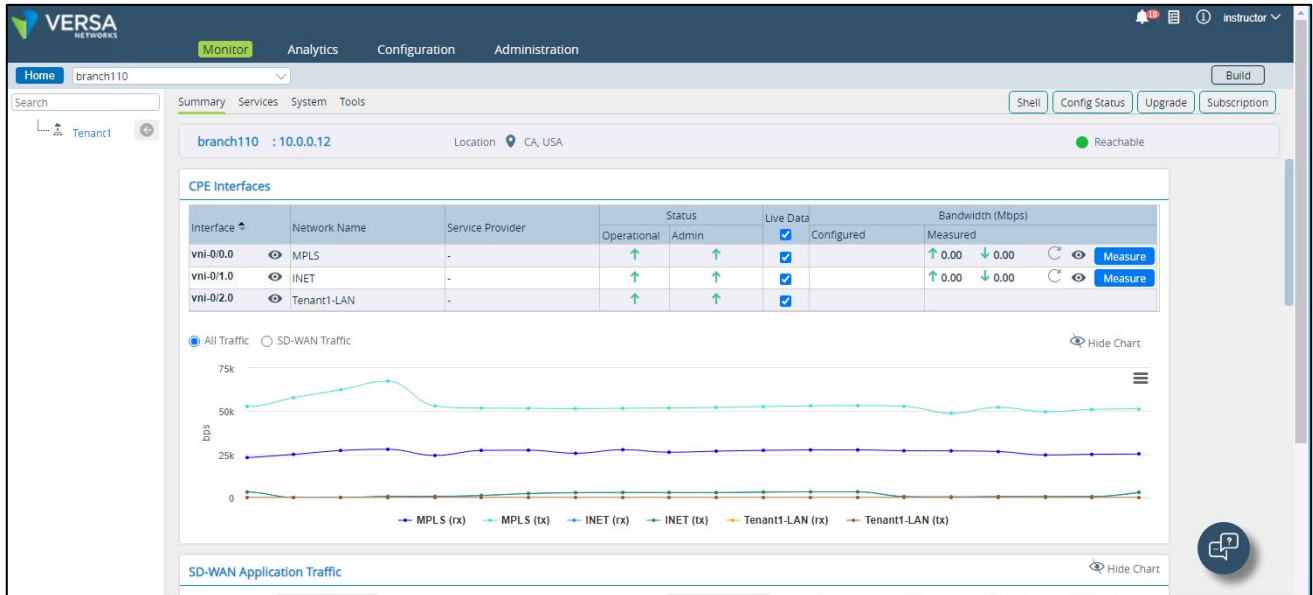 VERSA
NETWORKS
10
instructor
Monitor Analytics Configuration Administration
Home branch110 Build
Search
Summary Services System Tools
Shell Config Status Upgrade Subscription
Tenant1
branch110 : 10.0.0.12 Location CA, USA Reachable
CPE Interfaces
Interface Network Name Service Provider Status Live Data Bandwidth (Mbps)
Operational Admin Configured Measured
vni-0/0.0 MPLS - 0.00 0.00 Measure
vni-0/1.0 INET - 0.00 0.00 Measure
vni-0/2.0 Tenant1-LAN -
All Traffic SD-WAN Traffic Hide Chart
75k
50k
bps
25k
0
MPLS (rx) MPLS (tx) INET (rx) INET (tx) Tenant1-LAN (rx) Tenant1-LAN (tx)
SD-WAN Application Traffic Hide Chart